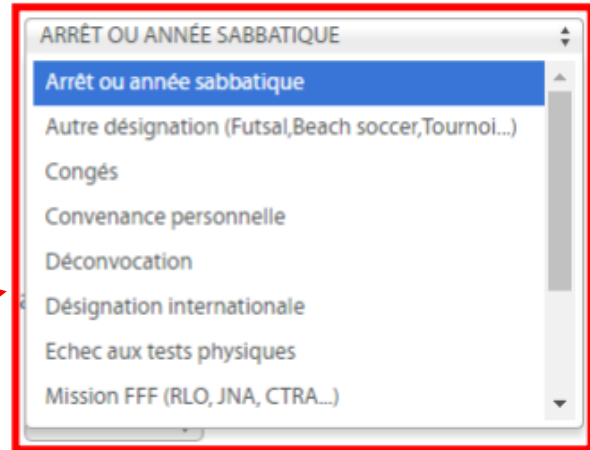 ARRÊT OU ANNÉE SABBATIQUE
Arrêt ou année sabbatique
Autre désignation (Futsal,Beach soccer,Tournoi...)
Congés
Convenance personnelle
Déconvocation
Désignation internationale
Echec aux tests physiques
Mission FFF (RLO, JNA, CTRA...)